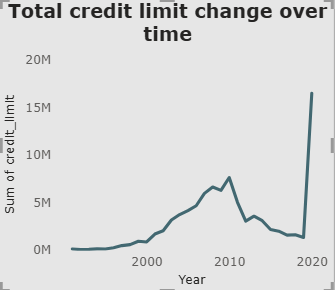 Total credit limit change over
time
20M
15M
10M
5M
0M
Sum of credit_limit
2000
2010
2020
Year